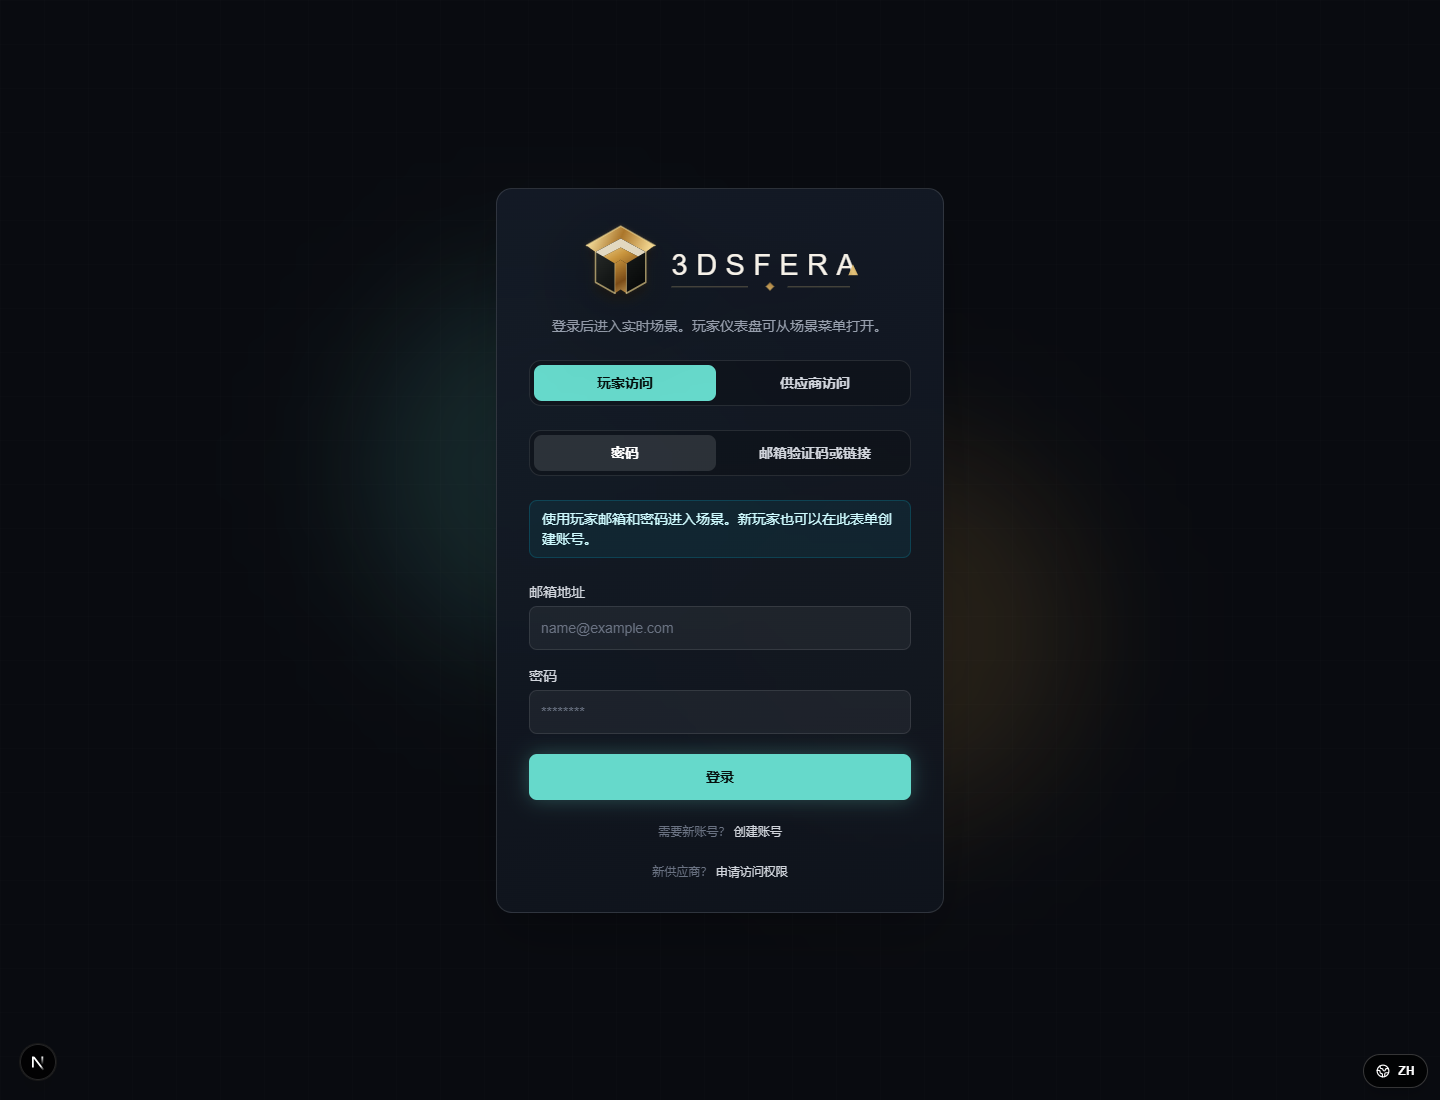 3DSFERA
登录后进入实时场景。玩家仪表盘可从场景菜单打开。
玩家访问
供应商访问
密码
邮箱验证码或链接
使用玩家邮箱和密码进入场景。新玩家也可以在此表单创
建账号。
邮箱地址
name@example.com
密码
********
登录
需要新账号? 创建账号
新供应商? 申请访问权限
N
ZH